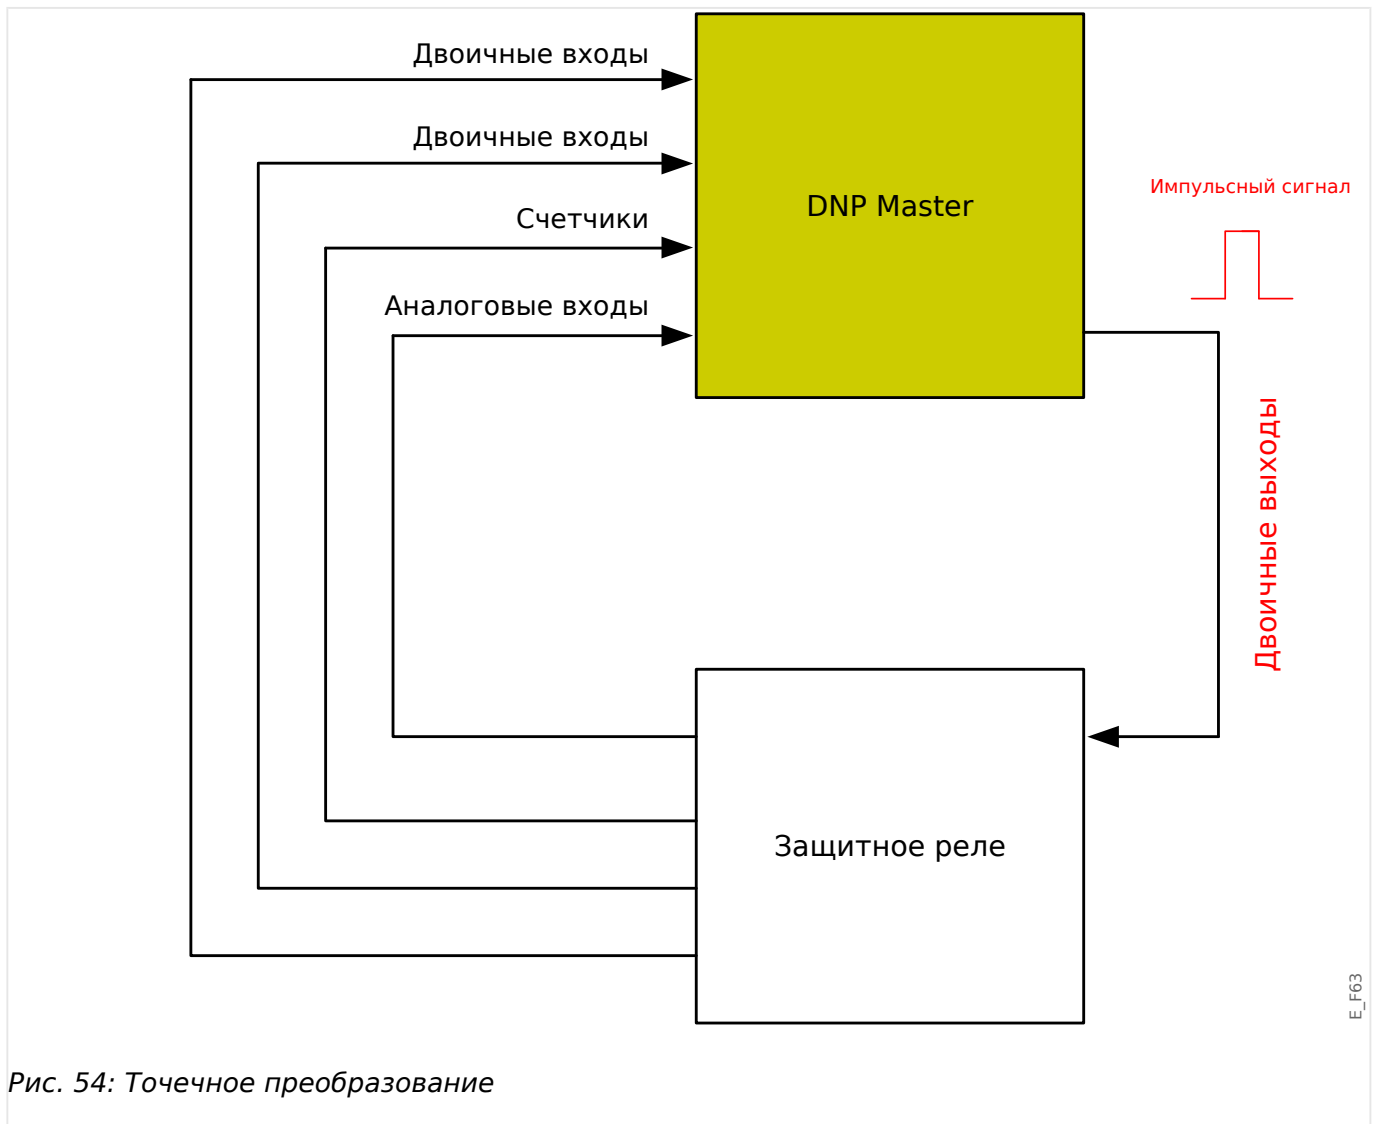 Двоичные входы
Двоичные входы
Счетчики
Аналоговые входы
DNP Master
Импульсный сигнал
Двоичные выходы
Защитное реле
E_F63
Рис. 54: Точечное преобразование